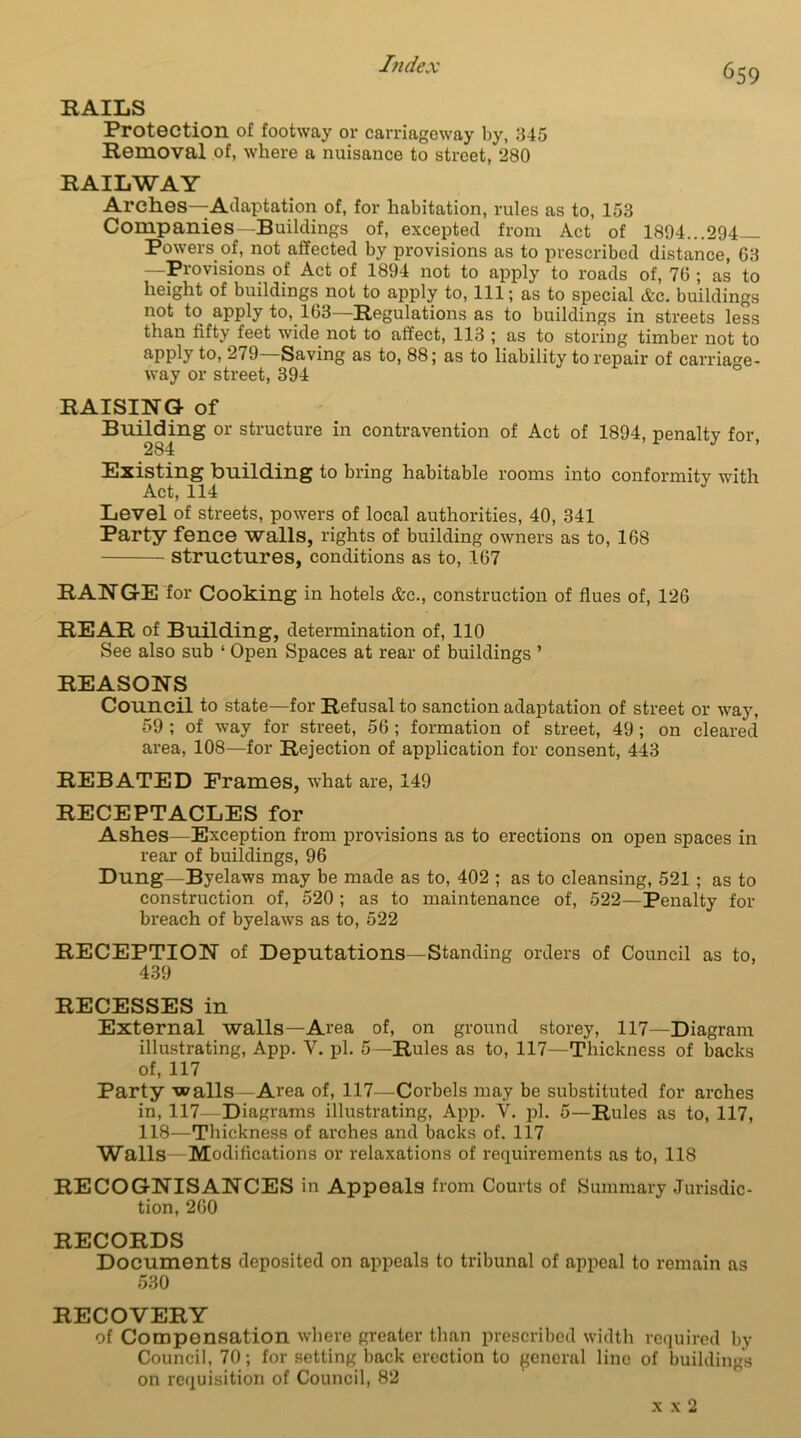 Index
659
RAILS
Protection of footway or carriageway by, 345
Removal of, where a nuisance to street, 280
RAILWAY
Arches—Adaptation of, for habitation, rules as to, 153
Companies—Buildings of, excepted from Act of 1894...294—
Powers of, not affected by provisions as to prescribed distance, 63
—Provisions of Act of 1894 not to apply to roads of, 76 ; as to
height of buildings not to apply to, 111; as to special &c. buildings
not to apply to, 163—Regulations as to buildings in streets less
than fifty feet wide not to affect, 113 ; as to storing timber not to
apply to, 279—Saving as to, 88; as to liability to repair of carriage-
way or street, 394
RAISING of
Building or structure in contravention of Act of 1894, penalty for,
284
Existing building to bring habitable rooms into conformity with
Act, 114
Level of streets, powers of local authorities, 40, 341
Party fence walls, rights of building owners as to, 168
——— structures, conditions as to, 167
RANGE for Cooking in hotels &c., construction of flues of, 126
REAR of Building, determination of, 110
See also sub ‘ Open Spaces at rear of buildings ’
REASONS
Council to state—for Refusal to sanction adaptation of street or way,
59 ; of way for street, 56 ; formation of street, 49 ; on cleared
area, 108—for Rejection of application for consent, 443
REBATED Frames, what are, 149
RECEPTACLES for
Ashes—Exception from provisions as to erections on open spaces in
rear of buildings, 96
Dung—Byelaws may be made as to, 402 ; as to cleansing, 521 ; as to
construction of, 520 ; as to maintenance of, 522—Penalty for
breach of byelaws as to, 522
RECEPTION of Deputations—Standing orders of Council as to,
439
RECESSES in
External walls—Area of, on ground storey, 117—Diagram
illustrating, App. V. pl. 5—Rules as to, 117—Thickness of backs
of, 117
Party walls—Area of, 117—Corbels may be substituted for arches
in, 117—Diagrams illustrating, App. V. pl. 5—Rules as to, 117,
118—Thickness of arches and backs of. 117
Walls—Modifications or relaxations of requirements as to, 118
RECOGNISANCES in Appeals from Courts of Summary Jurisdic-
tion, 260
RECORDS
Documents deposited on appeals to tribunal of appeal to remain as
530
RECOVERY
of Compensation where greater than prescribed width required by
Council, 70 ; for setting back erection to general line of buildings
on requisition of Council, 82
x x 2